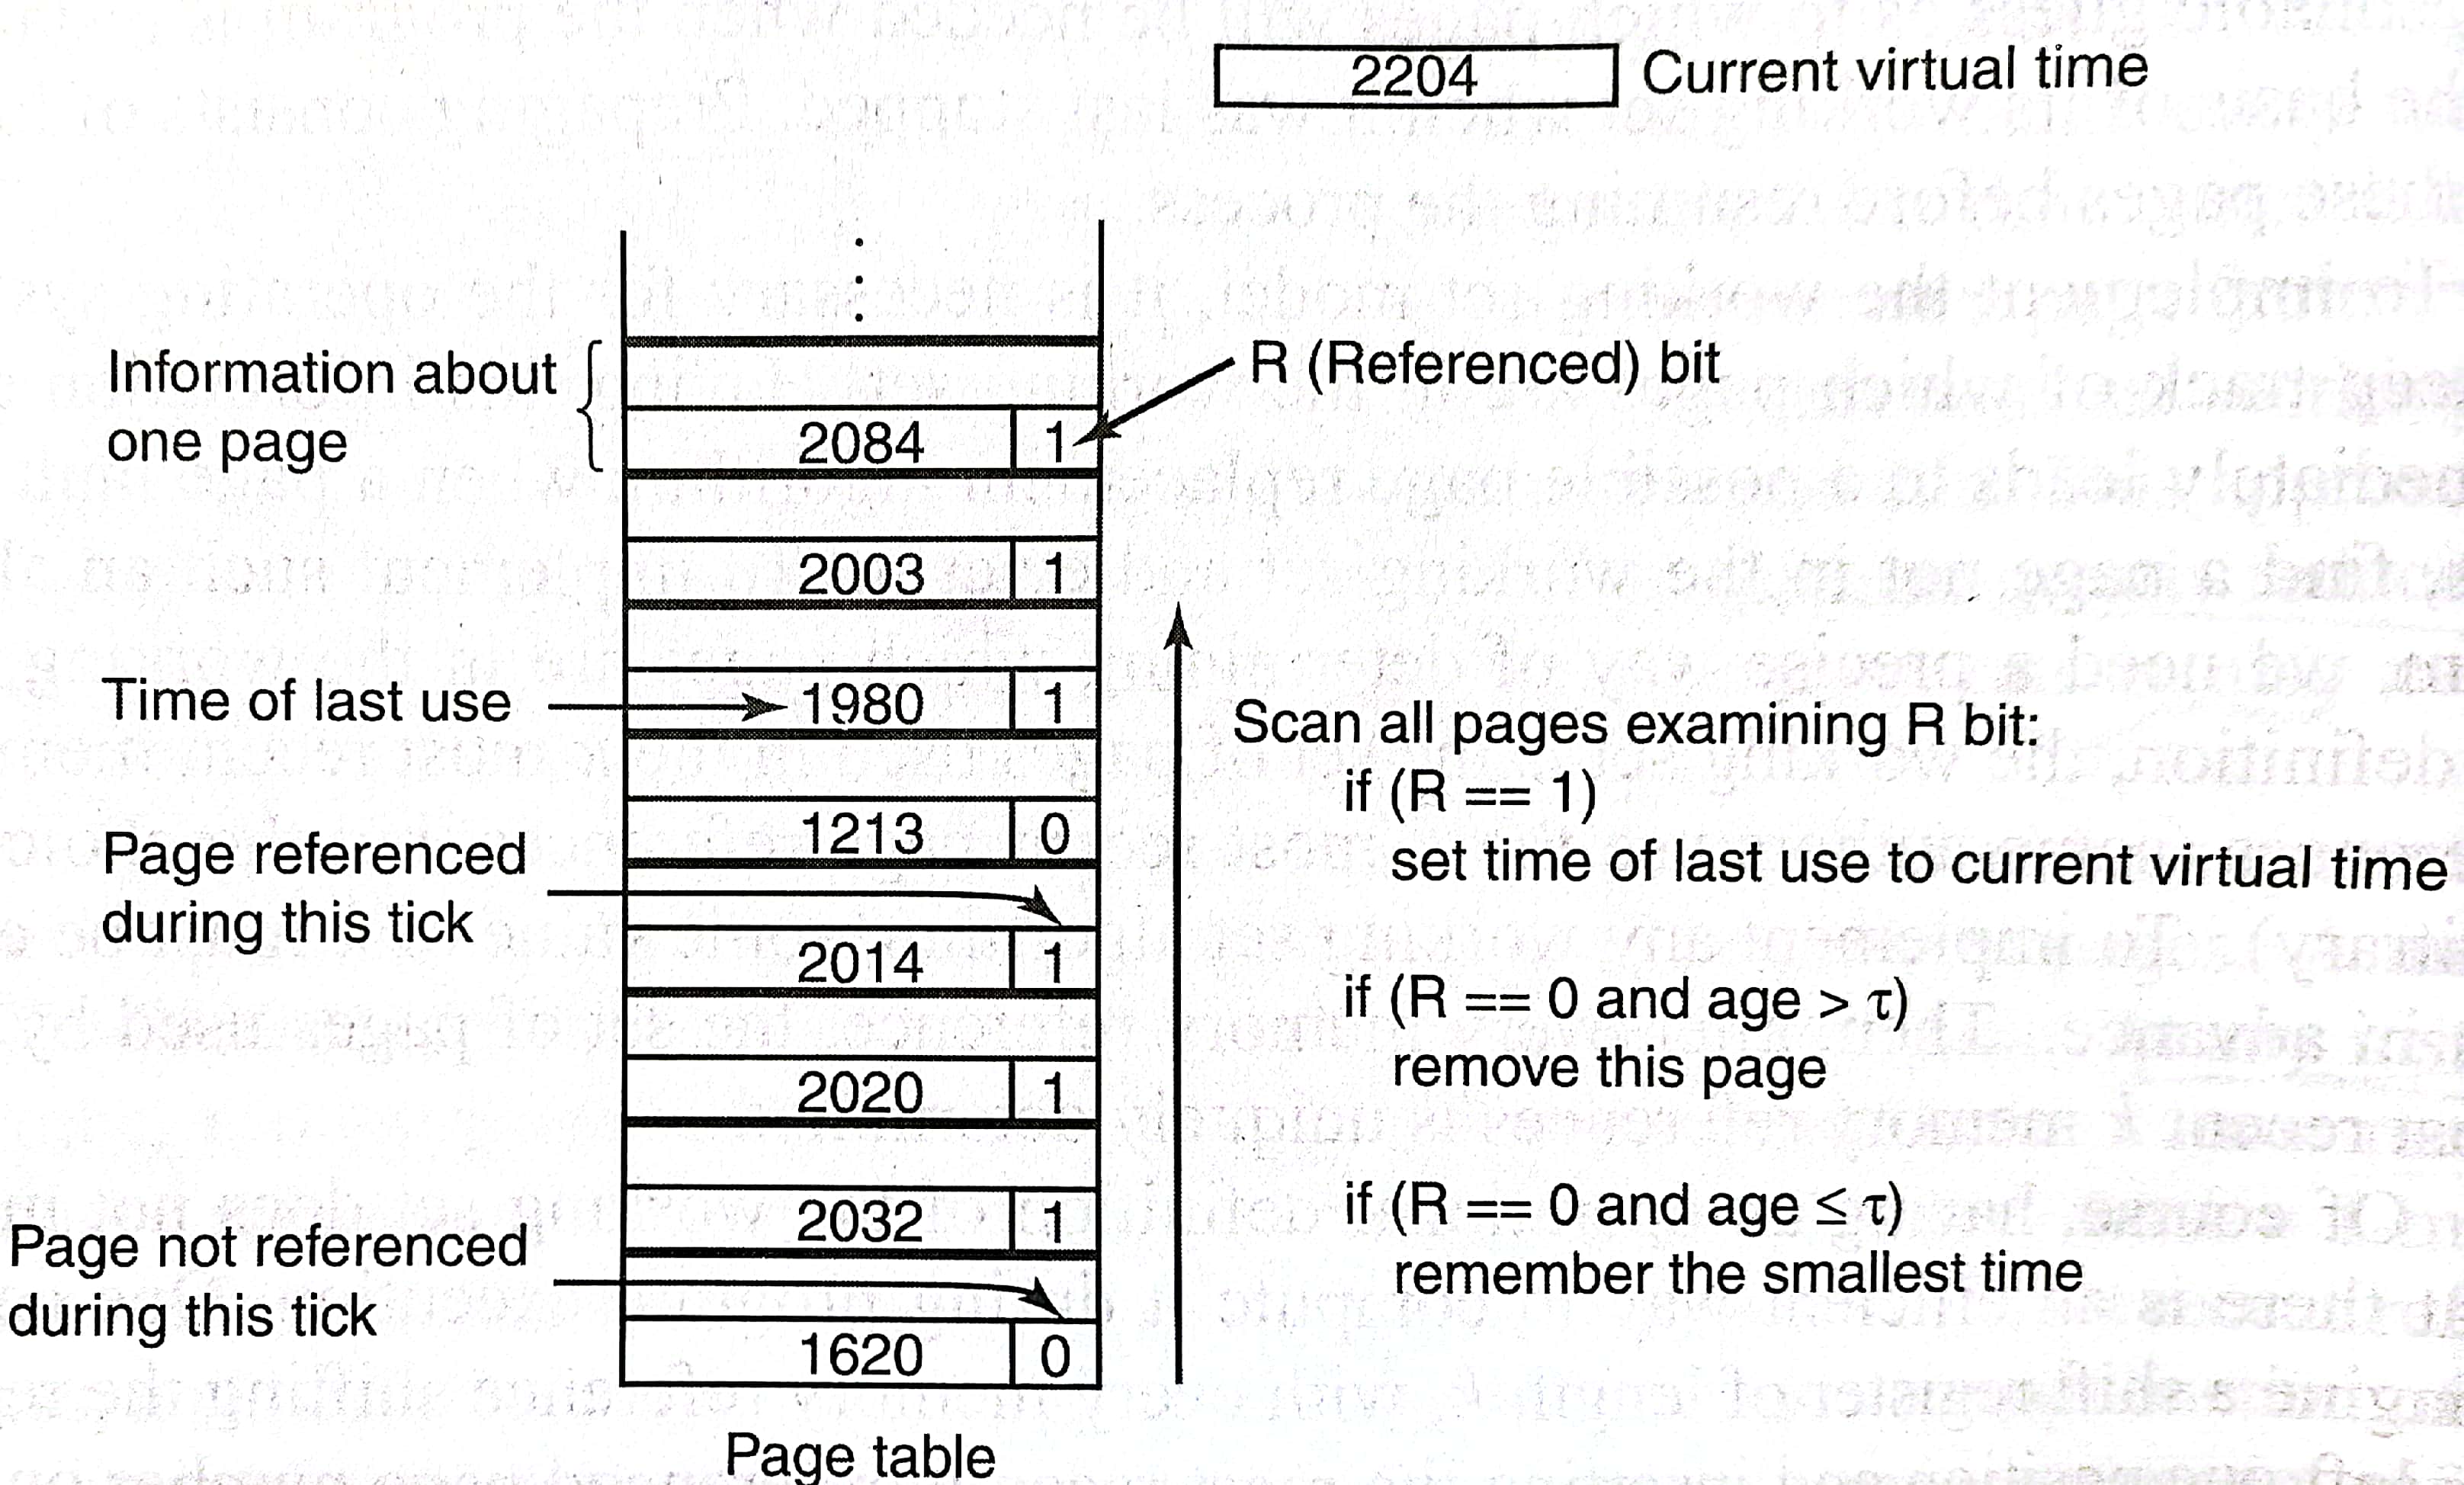 2204 Current virtual time
Information about
one page
R (Referenced) bit
2084 1
2003 1
Time of last use
1980 1
1213 0
Page referenced
during this tick
2014 1
2020 1
2032 1
Page not referenced
during this tick
1620 0
Page table
Scan all pages examining R bit:
if (R == 1)
set time of last use to current virtual time
if (R == 0 and age > τ)
remove this page
if (R == 0 and age ≤ τ)
remember the smallest time